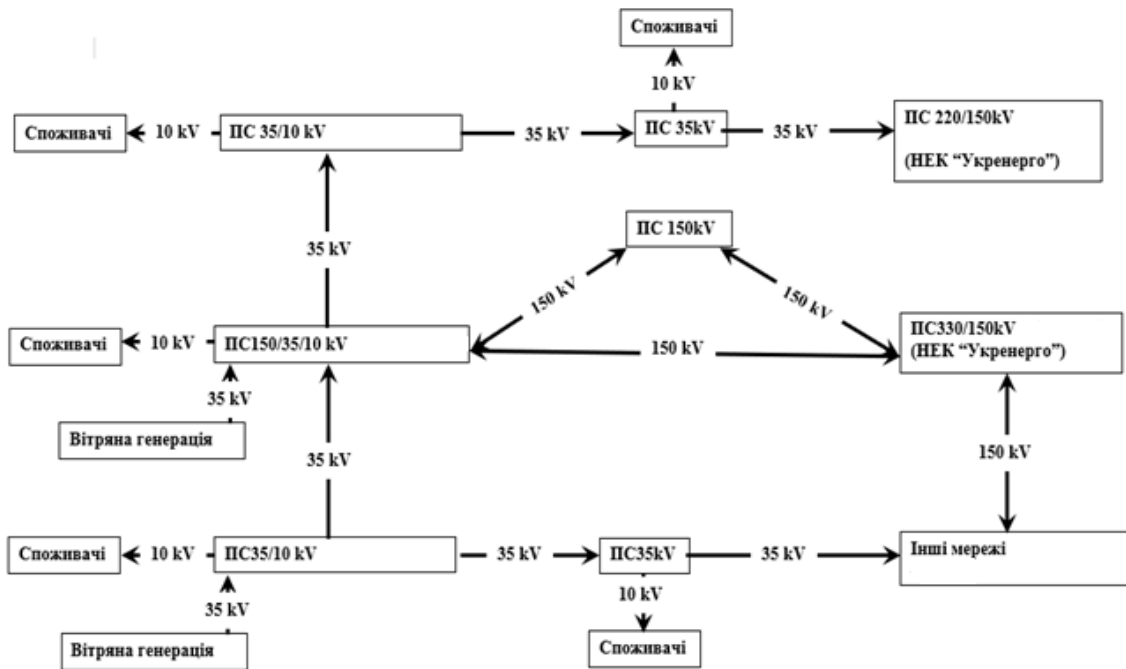 Споживачі
10 kV
Споживачі
10 kV
ПС 35/10 kV
35 kV
ПС 35kV
35 kV
ПС 220/150kV
(НЕК “Укренерго”)
35 kV
ПС 150kV
150 kV
150 kV
Споживачі
10 kV
ПС150/35/10 kV
150 kV
ПС330/150kV
(НЕК “Укренерго”)
35 kV
Вітряна генерація
35 kV
150 kV
Споживачі
10 kV
ПС35/10 kV
35 kV
ПС35kV
35 kV
Інші мережі
35 kV
10 kV
Вітряна генерація
Споживачі